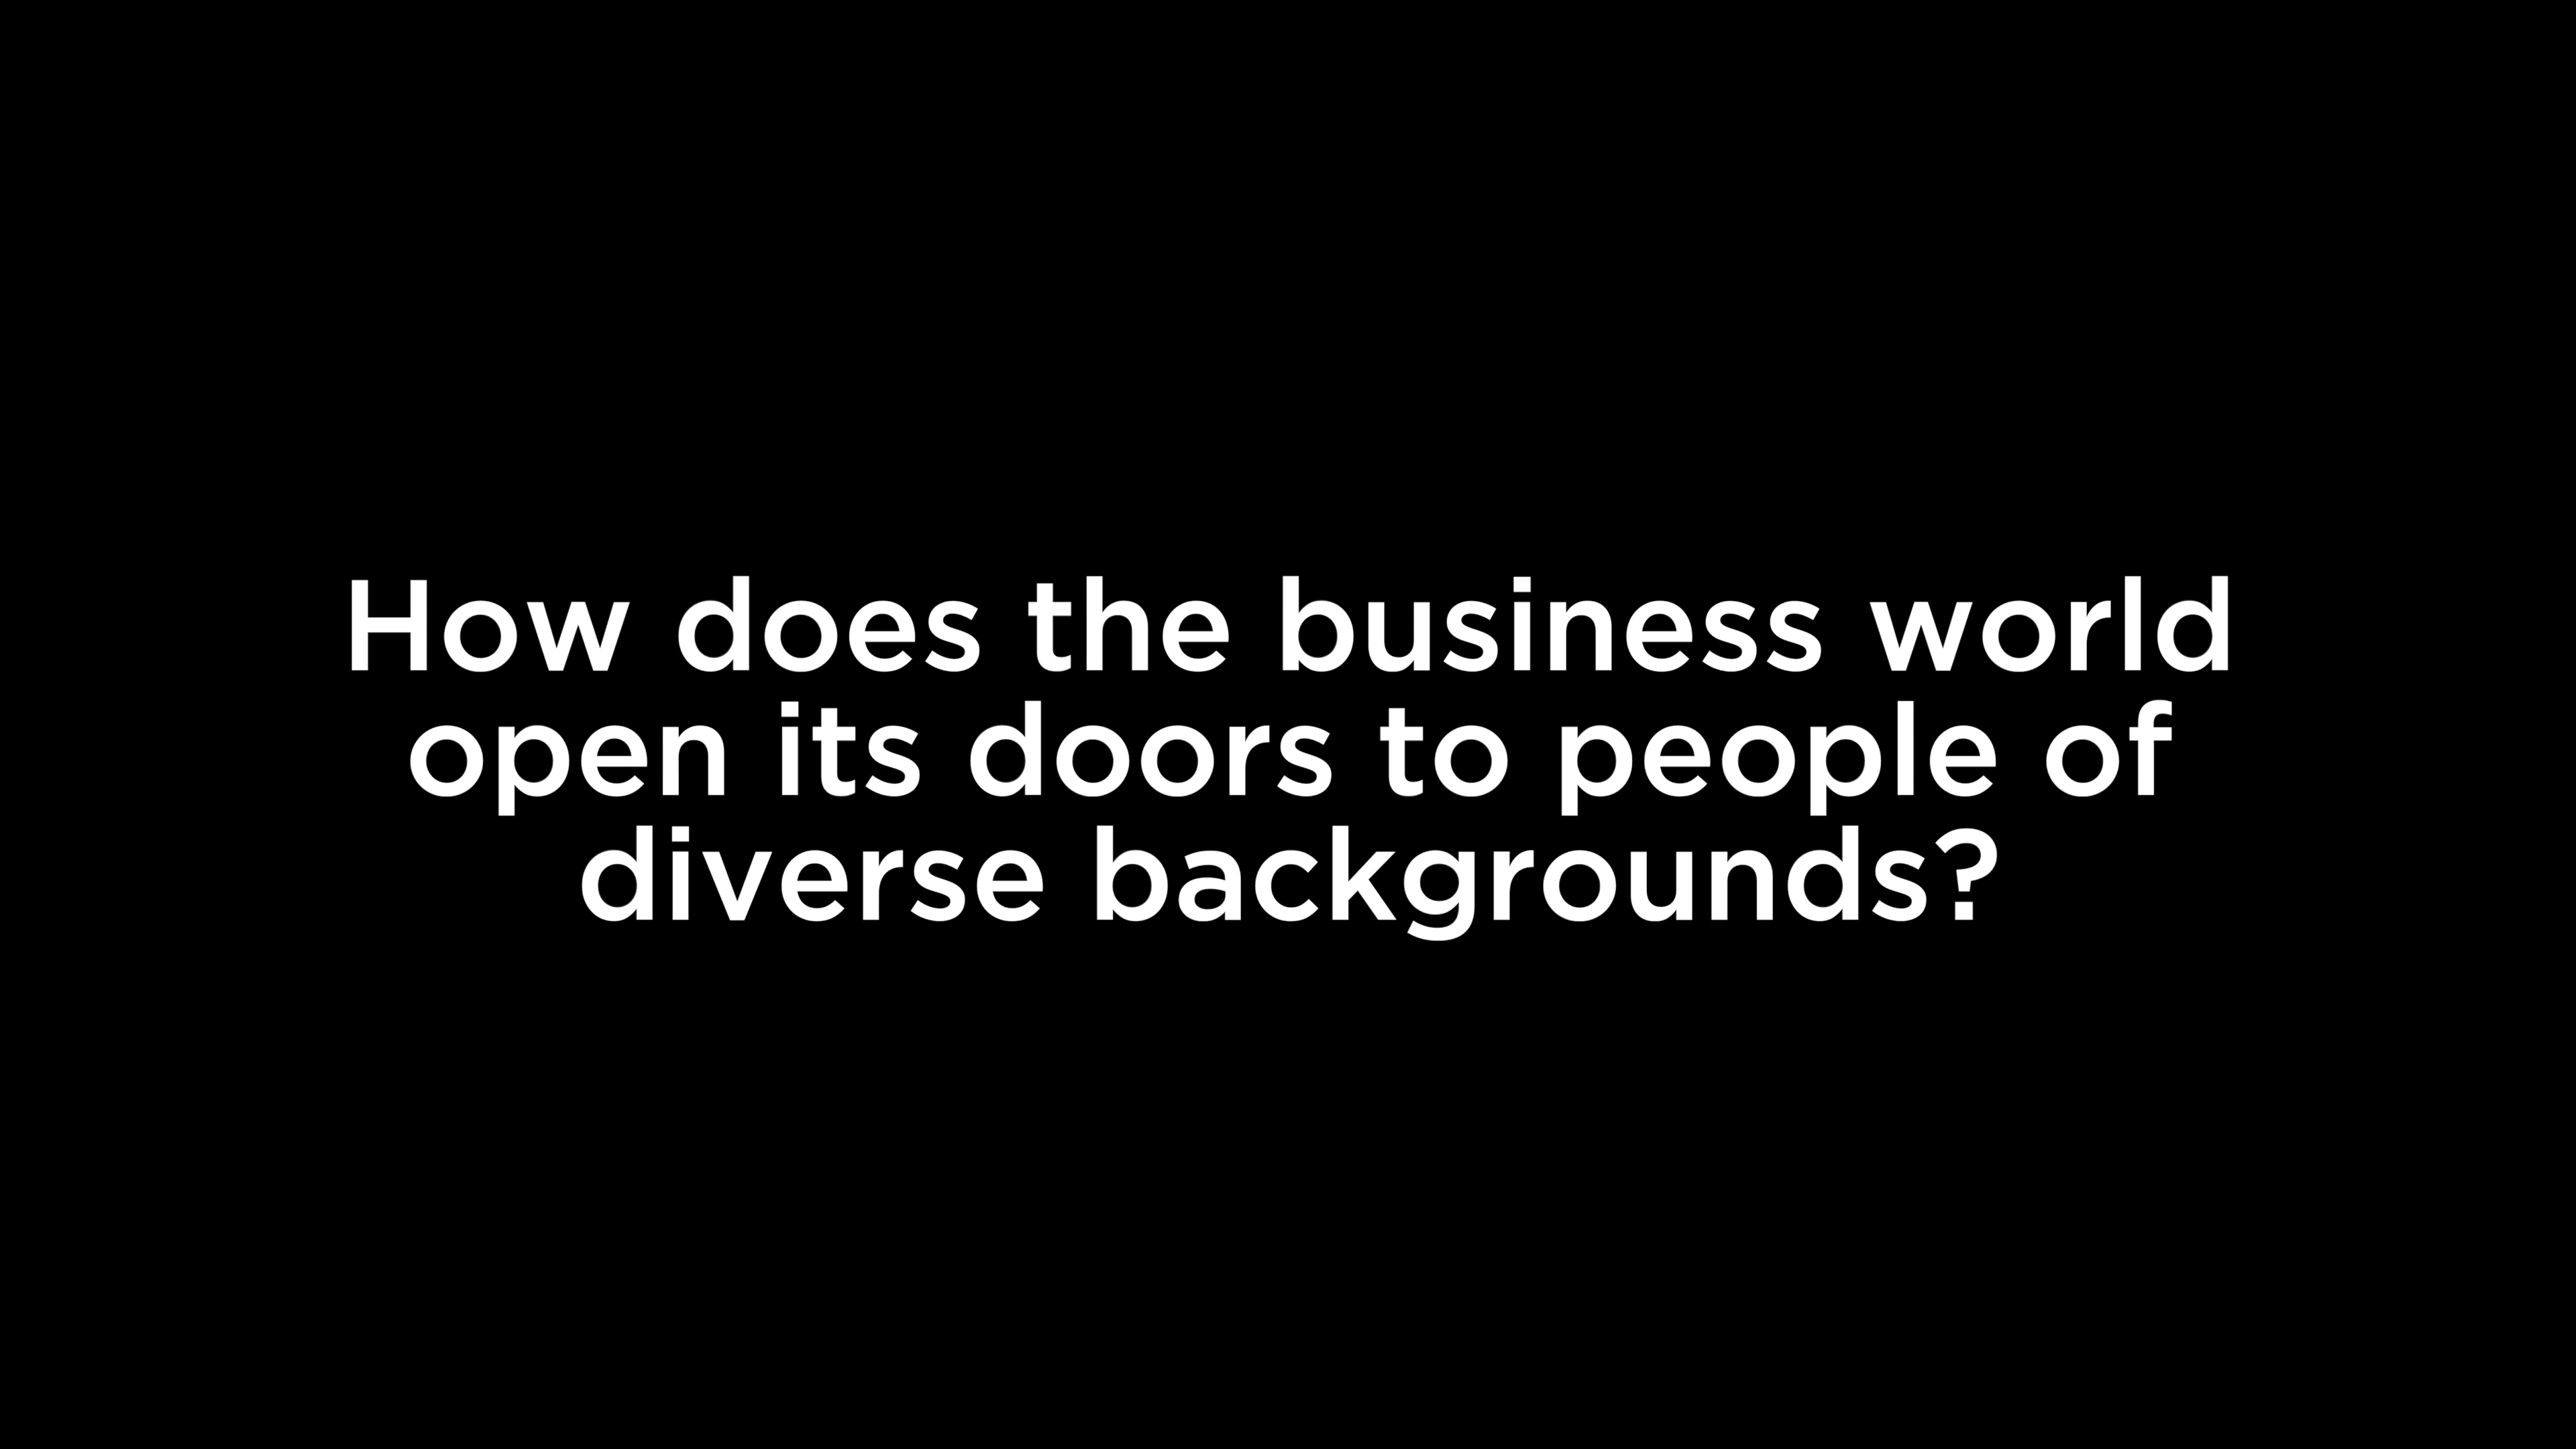 How does the business world
open its doors to people of
diverse backgrounds?